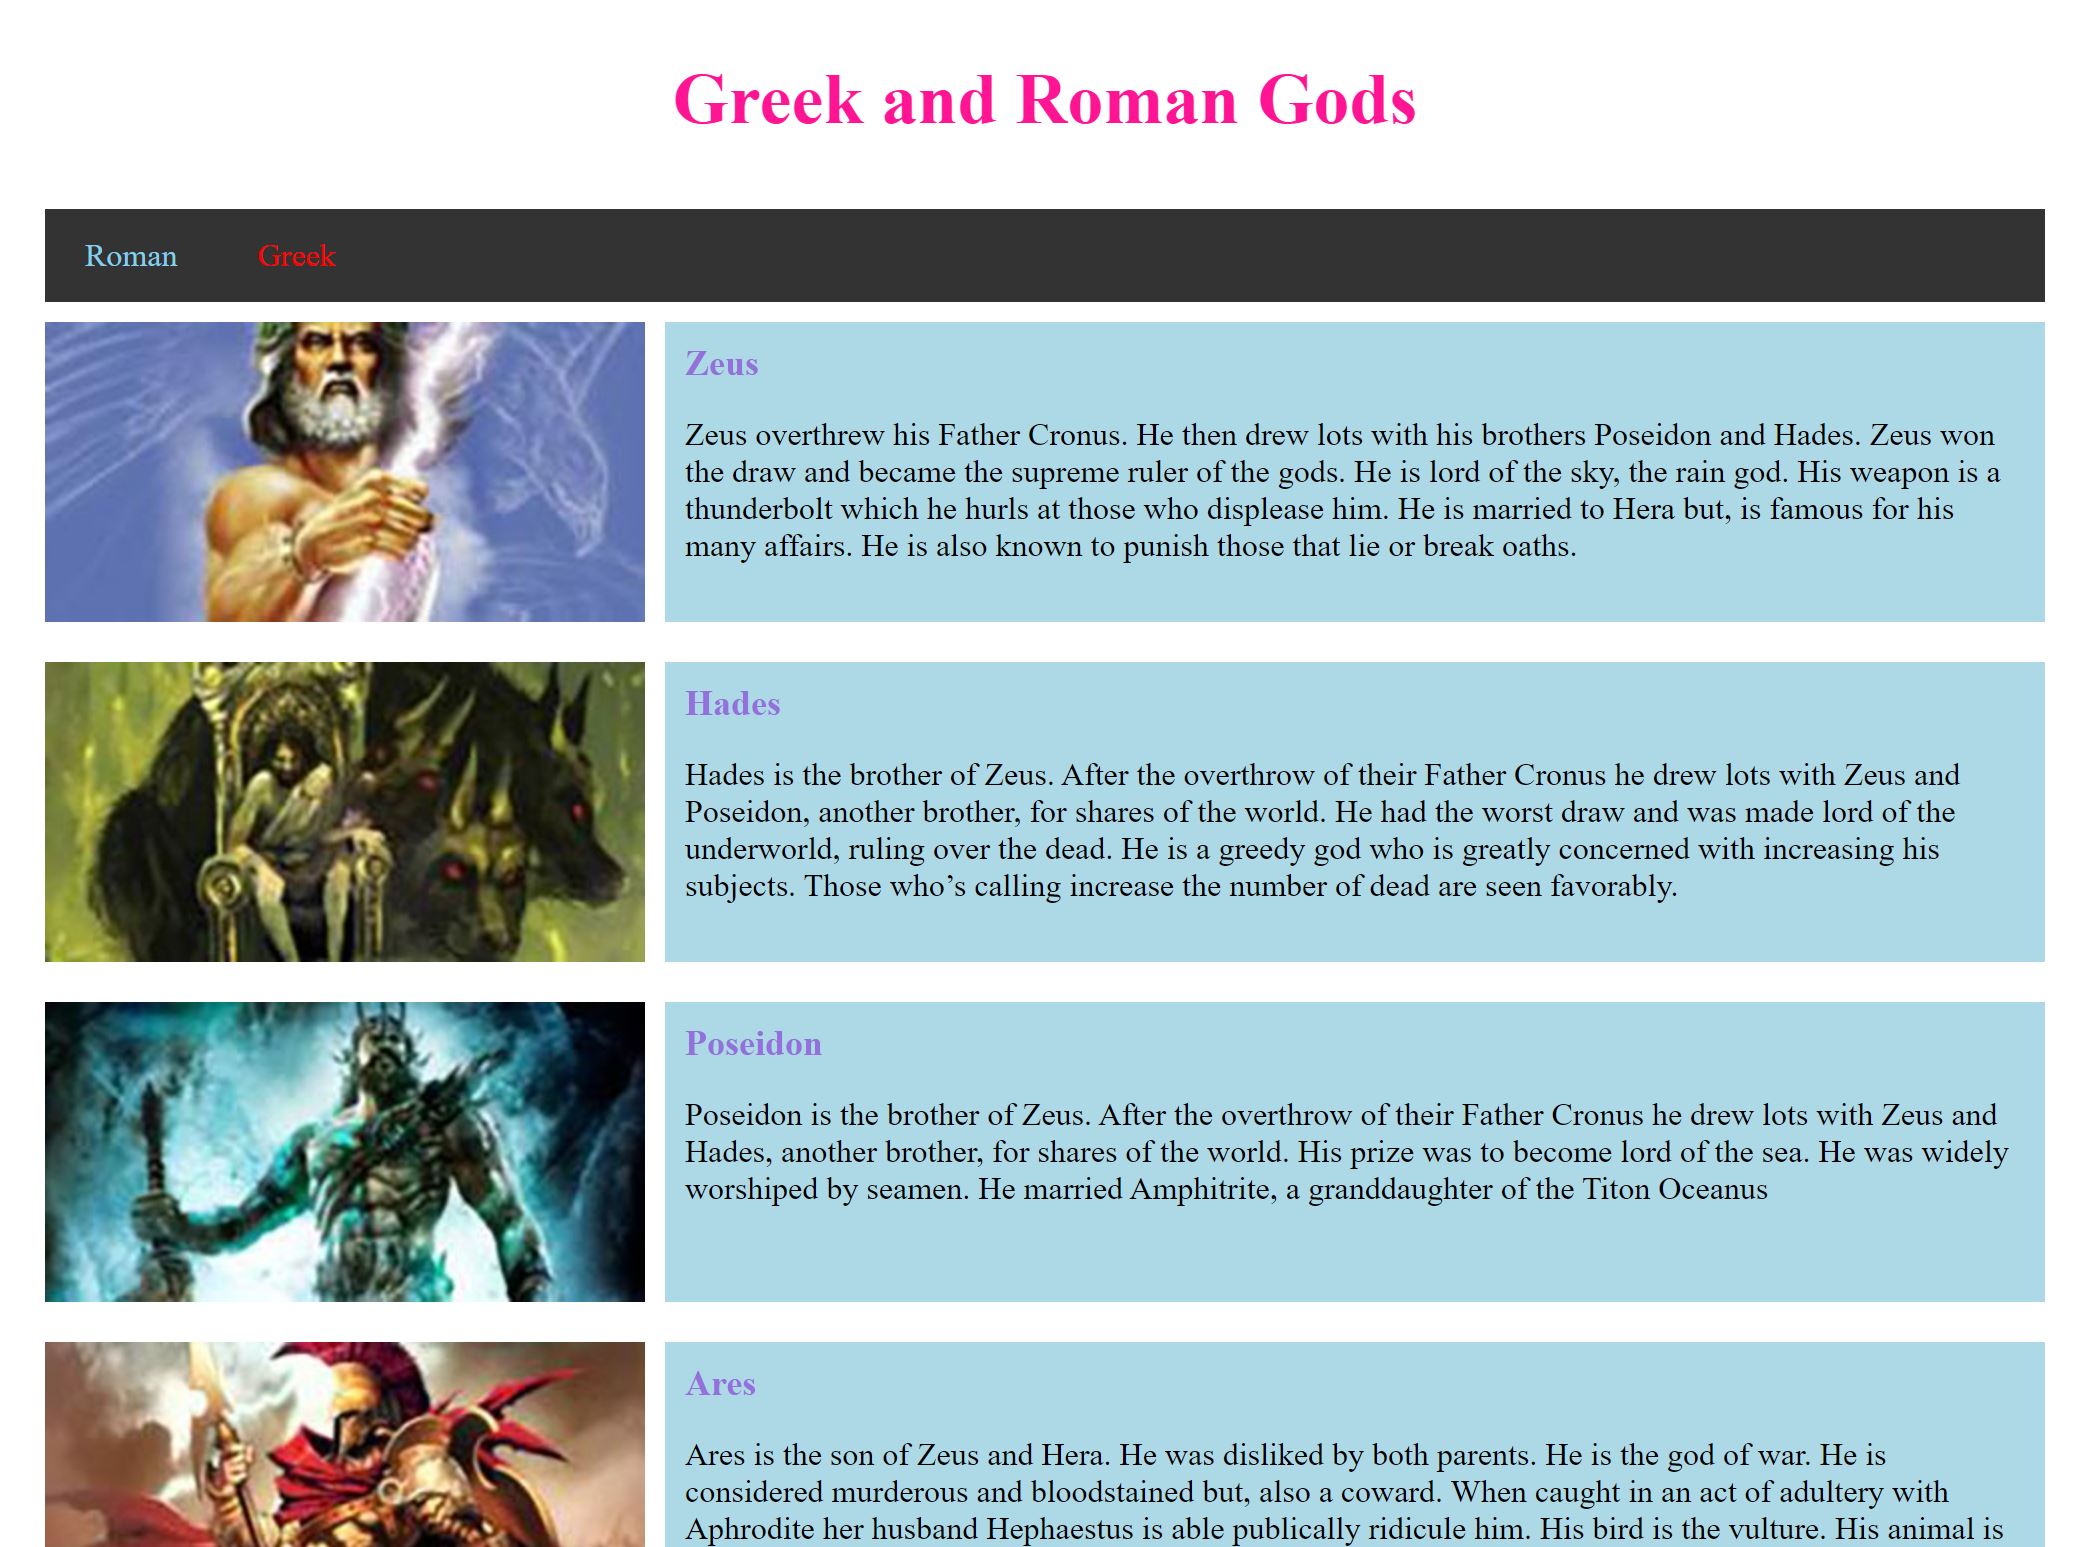 Greek and Roman Gods
Roman Greek
Zeus
Zeus overthrew his Father Cronus. He then drew lots with his brothers Poseidon and Hades. Zeus won
the draw and became the supreme ruler of the gods. He is lord of the sky, the rain god. His weapon is a
thunderbolt which he hurls at those who displease him. He is married to Hera but, is famous for his
many affairs. He is also known to punish those that lie or break oaths.
Hades
Hades is the brother of Zeus. After the overthrow of their Father Cronus he drew lots with Zeus and
Poseidon, another brother, for shares of the world. He had the worst draw and was made lord of the
underworld, ruling over the dead. He is a greedy god who is greatly concerned with increasing his
subjects. Those who’s calling increase the number of dead are seen favorably.
Poseidon
Poseidon is the brother of Zeus. After the overthrow of their Father Cronus he drew lots with Zeus and
Hades, another brother, for shares of the world. His prize was to become lord of the sea. He was widely
worshiped by seamen. He married Amphitrite, a granddaughter of the Titon Oceanus
Ares
Ares is the son of Zeus and Hera. He was disliked by both parents. He is the god of war. He is
considered murderous and bloodstained but, also a coward. When caught in an act of adultery with
Aphrodite her husband Hephaestus is able publically ridicule him. His bird is the vulture. His animal is